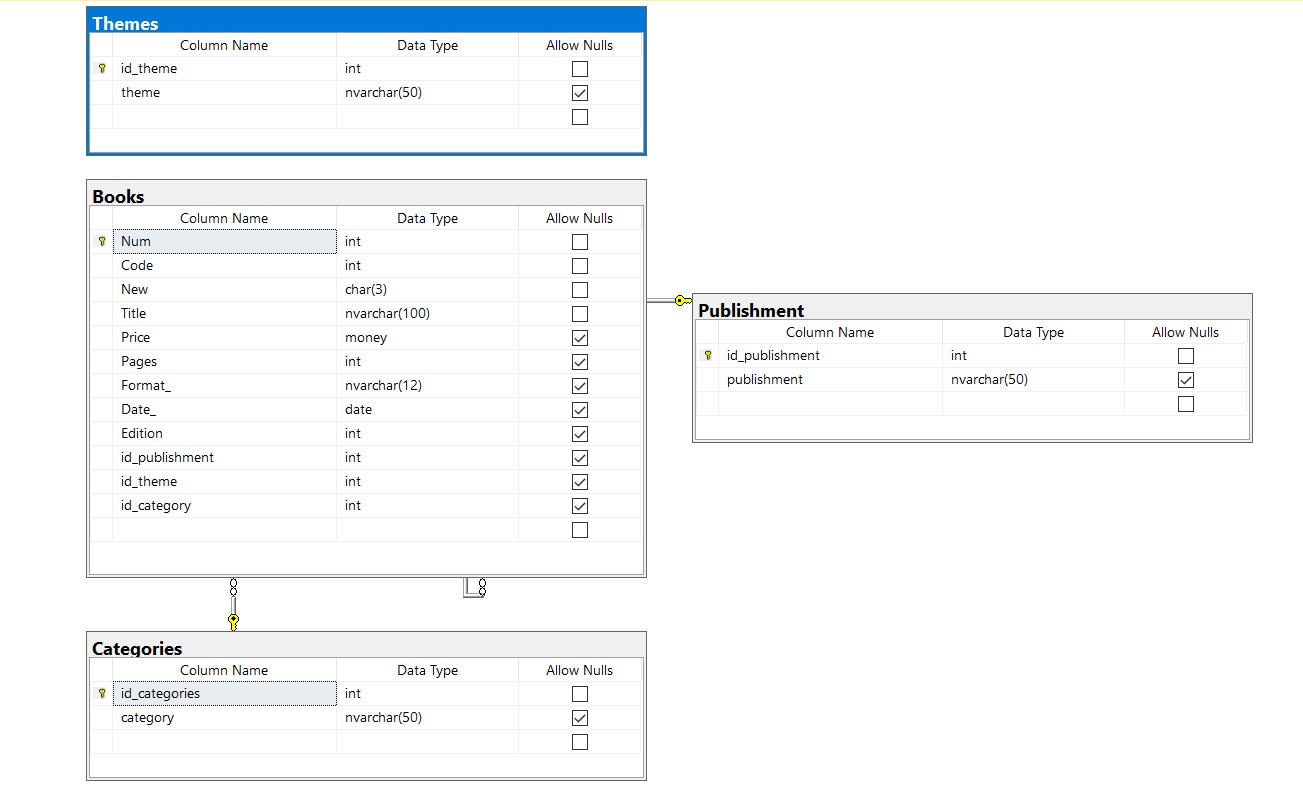 Themes
Column Name Data Type Allow Nulls
id_theme int
theme nvarchar(50)
Books
Column Name Data Type Allow Nulls
Num int
Code int
New char(3)
Title nvarchar(100)
Price money
Pages int
Format_ nvarchar(12)
Date_ date
Edition int
id_publishment int
id_theme int
id_category int
Publishment
Column Name Data Type Allow Nulls
id_publishment int
publishment nvarchar(50)
Categories
Column Name Data Type Allow Nulls
id_categories int
category nvarchar(50)